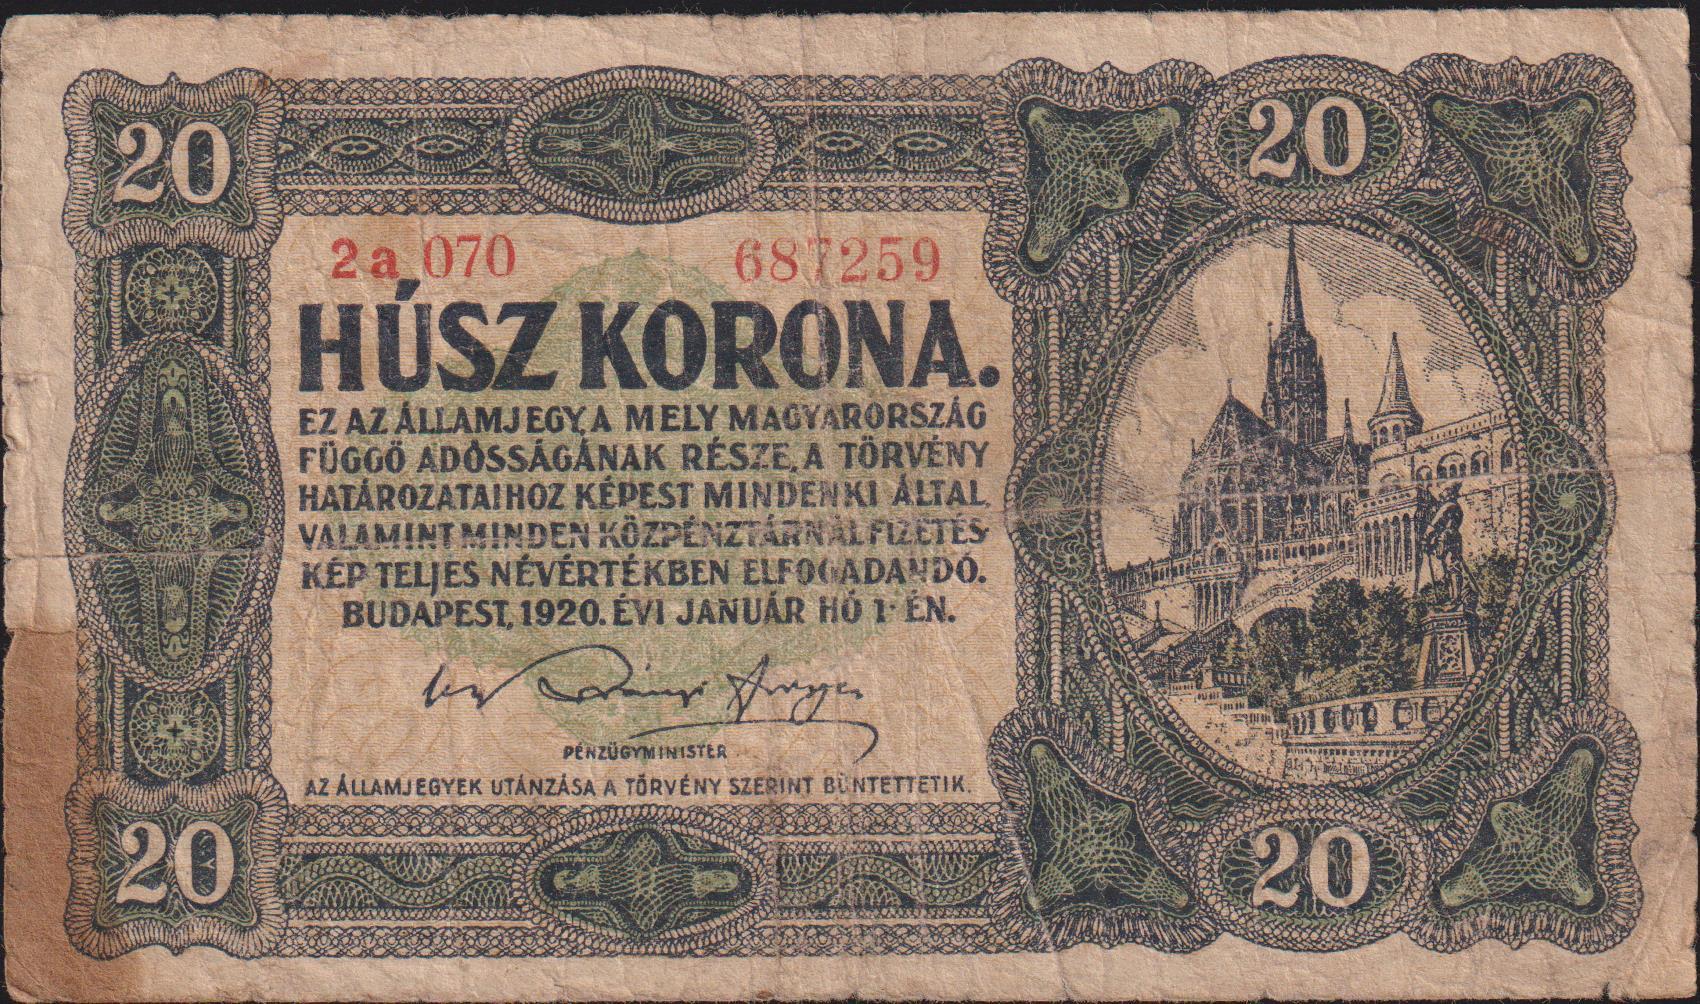 20
20
2a 070 687259
HÚSZ KORONA.
EZ AZ ÁLLAMJEGY, A MELY MAGYARORSZÁG
FÜGGŐ ADÓSSÁGÁNAK RÉSZE, A TÖRVÉNY
HATÁROZATAIHOZ KÉPEST MINDENKI ÁLTAL,
VALAMINT MINDEN KÖZPÉNZTÁRNÁL FIZETÉS-
KÉP TELJES NÉVÉRTÉKBEN ELFOGADANDÓ.
BUDAPEST, 1920. ÉVI JANUÁR HÓ 1-ÉN.
PÉNZÜGYMINISTER
AZ ÁLLAMJEGYEK UTÁNZÁSA A TÖRVÉNY SZERINT BÜNTETTETIK.
20
20